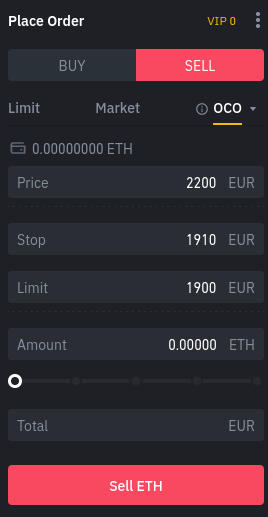 Place Order VIP 0
BUY SELL
Limit Market OCO
0.00000000 ETH
Price 2200 EUR
Stop 1910 EUR
Limit 1900 EUR
Amount 0.00000 ETH
Total EUR
Sell ETH